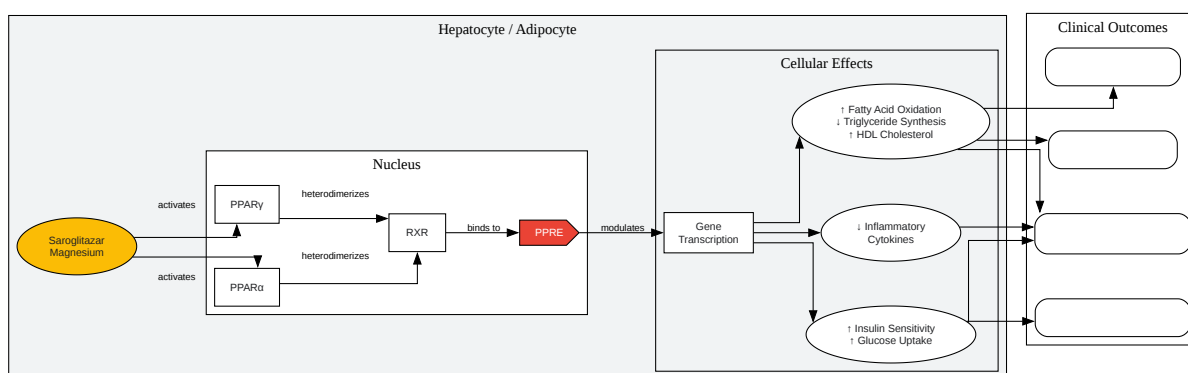 Hepatocyte / Adipocyte
Clinical Outcomes
Cellular Effects
↑ Fatty Acid Oxidation
↓ Triglyceride Synthesis
↑ HDL Cholesterol
Nucleus
activates
PPARγ
heterodimerizes
Saroglitazar
Magnesium
RXR
binds to
PPRE
modulates
Gene
Transcription
↓ Inflammatory
Cytokines
heterodimerizes
activates
PPARα
↑ Insulin Sensitivity
↑ Glucose Uptake